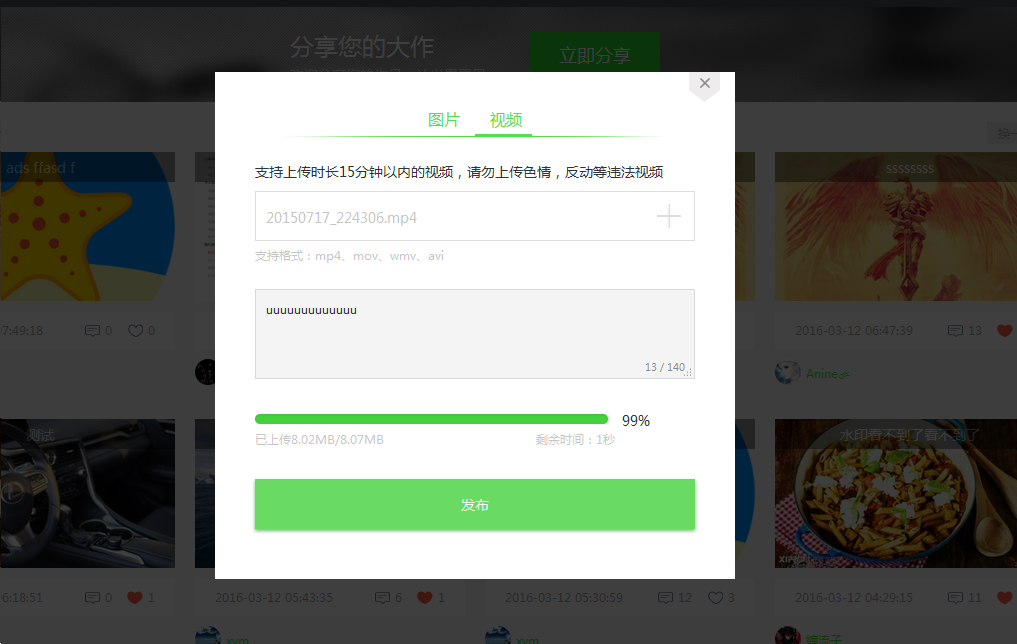 分享您的大作
立即分享
图片
视频
换一
支持上传时长15分钟以内的视频，请勿上传色情，反动等违法视频
ads ffasd f
ssssssss
20150717_224306.mp4
支持格式：mp4、mov、wmv、avi
uuuuuuuuuuuuu
13 / 140
7:49:18
0
0
2016-03-12 06:47:39
13
Anine
99%
已上传8.02MB/8.07MB
剩余时间：1秒
测试
水印看不到了看不到了
发布
6:18:51
0
1
2016-03-12 05:43:35
6
1
2016-03-12 05:30:59
12
3
2016-03-12 04:29:15
11
xym
xym